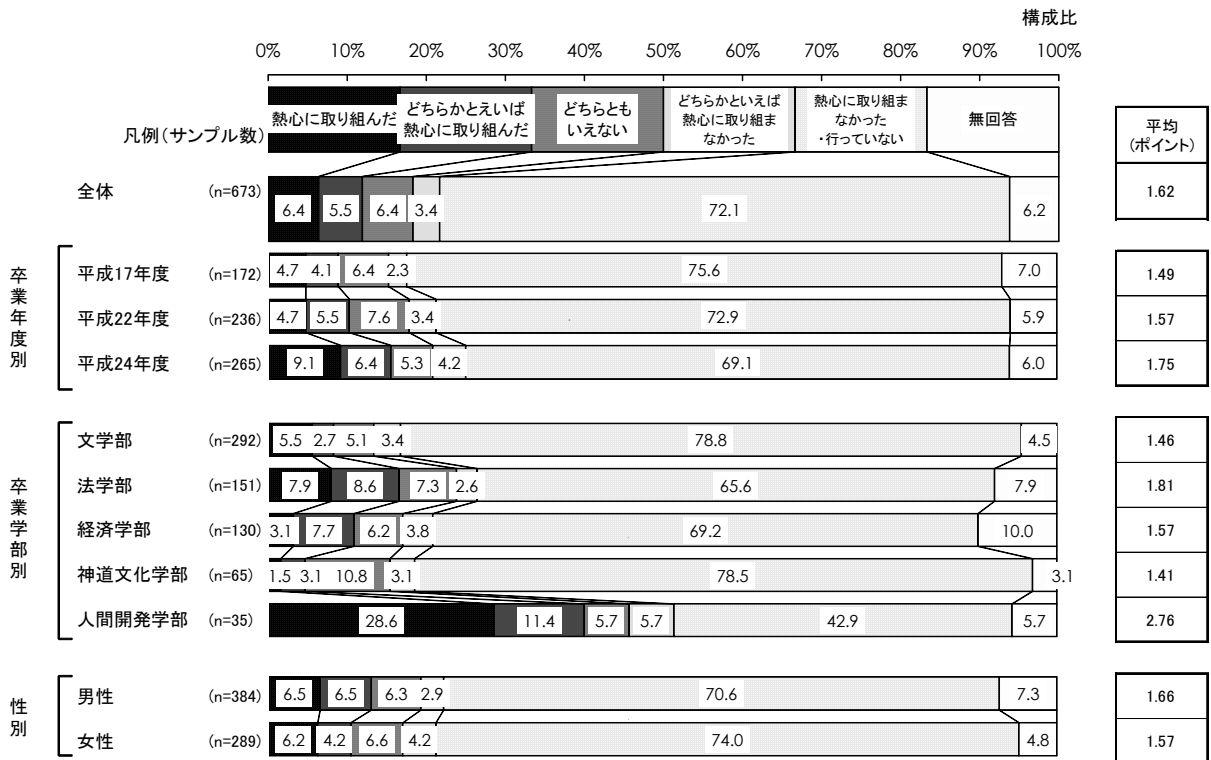 構成比
0% 10% 20% 30% 40% 50% 60% 70% 80% 90% 100%
凡例(サンプル数)
熱心に取り組んだ
どちらかとえいば
熱心に取り組んだ
どちらとも
いえない
どちらかといえば
熱心に取り組ま
なかった
熱心に取り組ま
なかった
・行っていない
無回答
平均
(ポイント)
全体 (n=673) 6.4 5.5 6.4 3.4 72.1 6.2 1.62
卒業年度別
平成17年度 (n=172) 4.7 4.1 6.4 2.3 75.6 7.0 1.49
平成22年度 (n=236) 4.7 5.5 7.6 3.4 72.9 5.9 1.57
平成24年度 (n=265) 9.1 6.4 5.3 4.2 69.1 6.0 1.75
卒業学部別
文学部 (n=292) 5.5 2.7 5.1 3.4 78.8 4.5 1.46
法学部 (n=151) 7.9 8.6 7.3 2.6 65.6 7.9 1.81
経済学部 (n=130) 3.1 7.7 6.2 3.8 69.2 10.0 1.57
神道文化学部 (n=65) 1.5 3.1 10.8 3.1 78.5 3.1 1.41
人間開発学部 (n=35) 28.6 11.4 5.7 5.7 42.9 5.7 2.76
性別
男性 (n=384) 6.5 6.5 6.3 2.9 70.6 7.3 1.66
女性 (n=289) 6.2 4.2 6.6 4.2 74.0 4.8 1.57